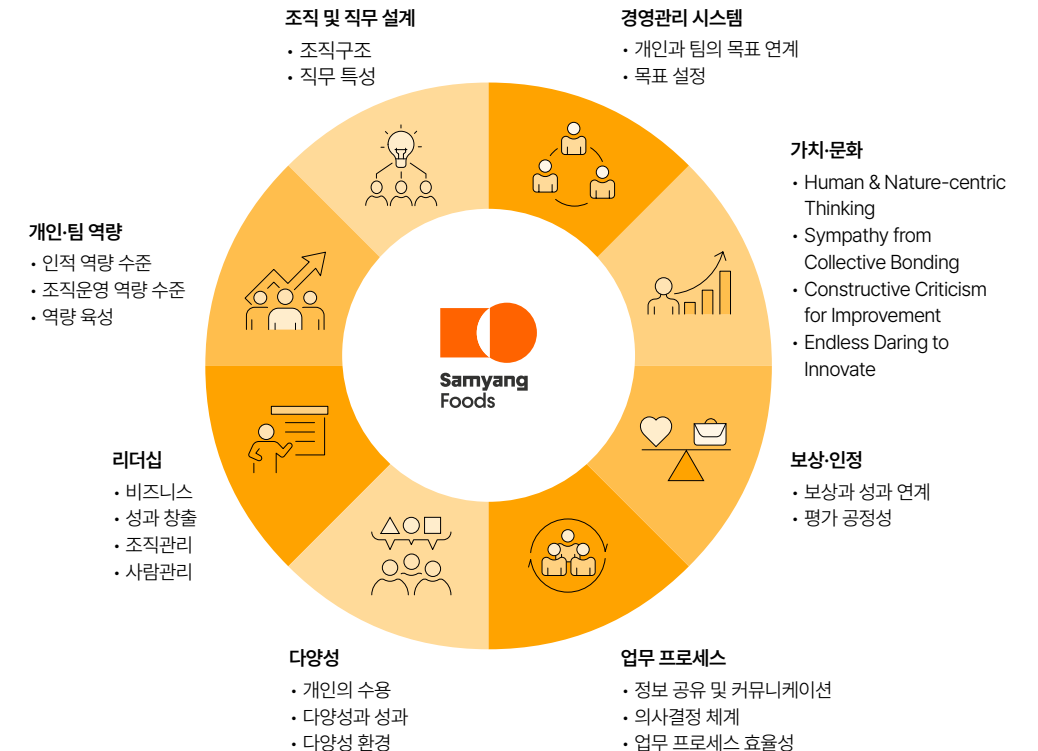 조직 및 직무 설계
• 조직구조
• 직무 특성
경영관리 시스템
• 개인과 팀의 목표 연계
• 목표 설정
가치·문화
• Human & Nature-centric
Thinking
• Sympathy from
Collective Bonding
• Constructive Criticism
for Improvement
• Endless Daring to
Innovate
개인·팀 역량
• 인적 역량 수준
• 조직운영 역량 수준
• 역량 육성
Samyang
Foods
리더십
• 비즈니스
• 성과 창출
• 조직관리
• 사람관리
보상·인정
• 보상과 성과 연계
• 평가 공정성
다양성
• 개인의 수용
• 다양성과 성과
• 다양성 환경
업무 프로세스
• 정보 공유 및 커뮤니케이션
• 의사결정 체계
• 업무 프로세스 효율성